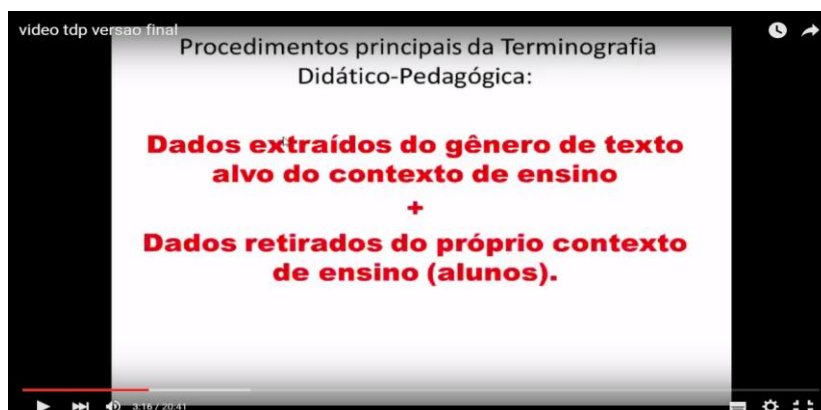 video tdp versao final
Procedimentos principais da Terminografia
Didático-Pedagógica:
Dados extraídos do gênero de texto
alvo do contexto de ensino
+
Dados retirados do próprio contexto
de ensino (alunos).
3:16 / 20:41